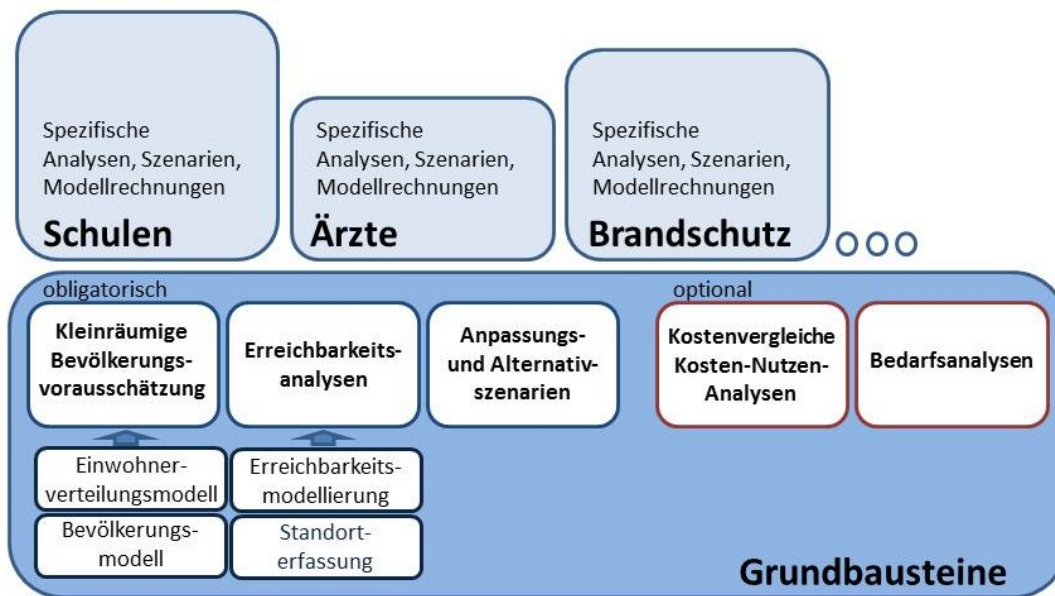 Spezifische
Analysen, Szenarien,
Modellrechnungen
Schulen
Spezifische
Analysen, Szenarien,
Modellrechnungen
Ärzte
Spezifische
Analysen, Szenarien,
Modellrechnungen
Brandschutz
obligatorisch
Kleinräumige
Bevölkerungs-
vorausschätzung
Erreichbarkeits-
analysen
Anpassungs-
und Alternativ-
szenarien
optional
Kostenvergleiche
Kosten-Nutzen-
Analysen
Bedarfsanalysen
Einwohner-
verteilungsmodell
Erreichbarkeits-
modellierung
Bevölkerungs-
modell
Standort-
erfassung
Grundbausteine